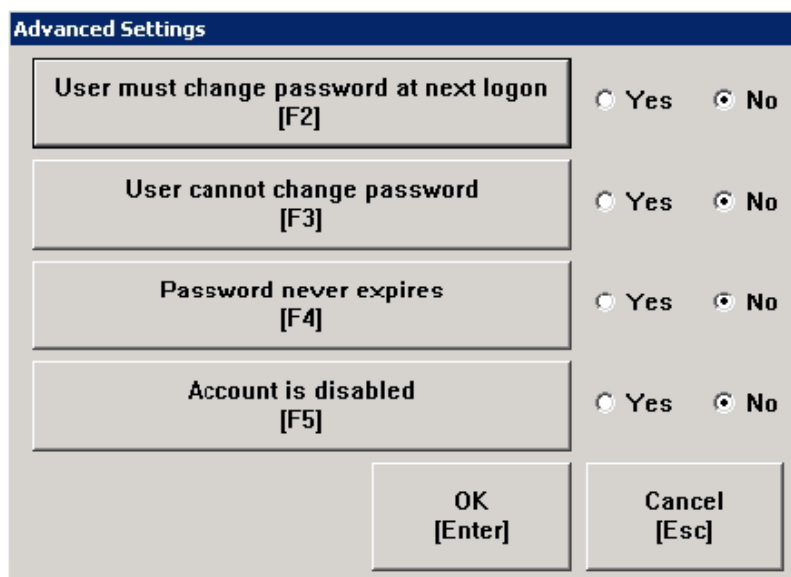 Advanced Settings
User must change password at next logon
[F2]
Yes No
User cannot change password
[F3]
Yes No
Password never expires
[F4]
Yes No
Account is disabled
[F5]
Yes No
OK
[Enter]
Cancel
[Esc]